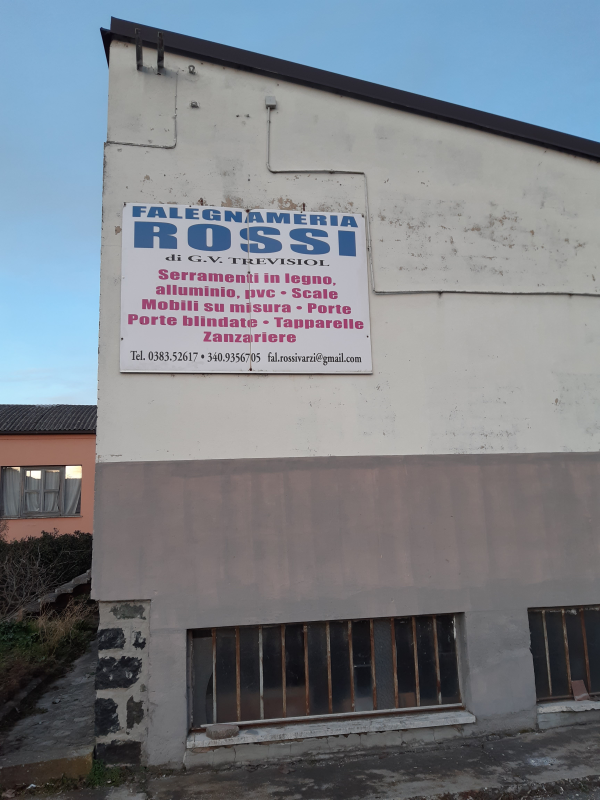 FALEGNAMERIA
ROSSI
di G.V. TREVISIOL
Serramenti in legno,
alluminio, pvc • Scale
Mobili su misura • Porte
Porte blindate • Tapparelle
Zanzariere
Tel. 0383.52617 • 340.9356705 fal.rossivarzi@gmail.com